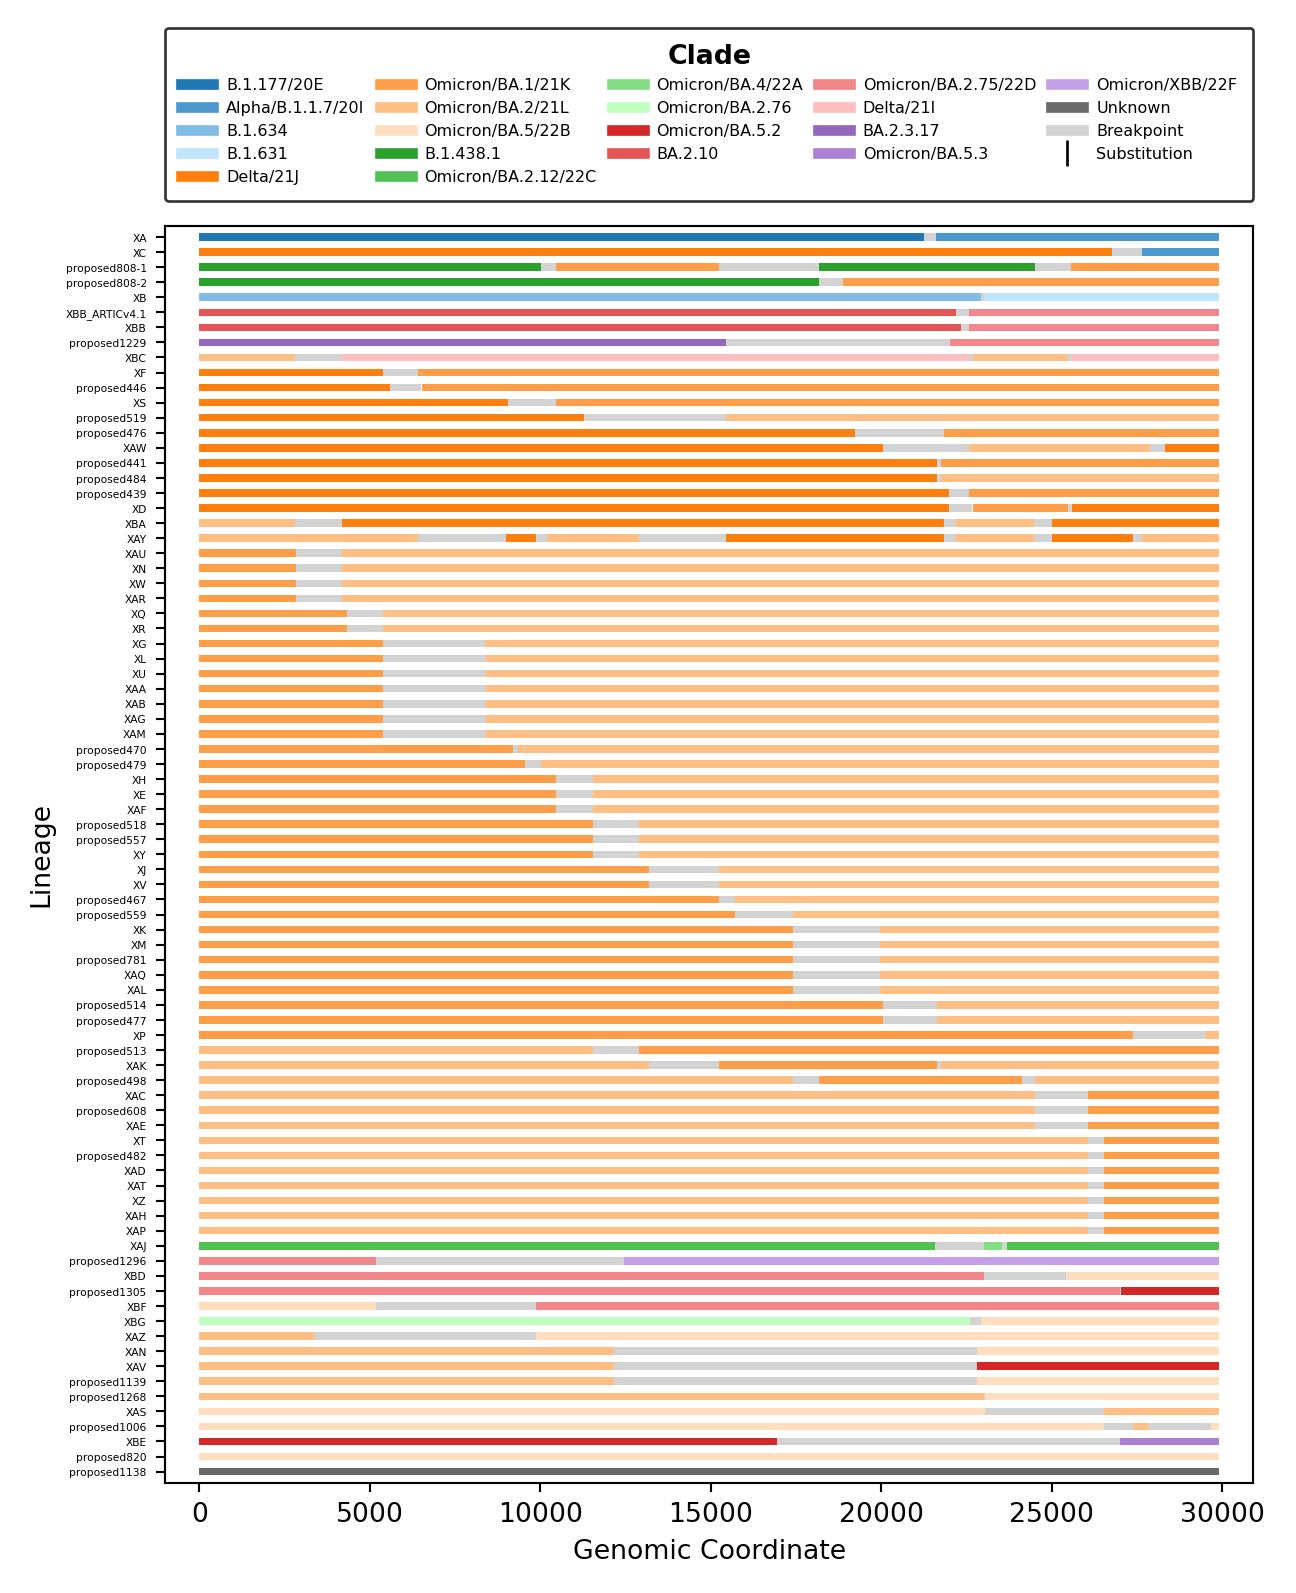 Clade
B.1.177/20E Omicron/BA.1/21K Omicron/BA.4/22A Omicron/BA.2.75/22D Omicron/XBB/22F
Alpha/B.1.1.7/20I Omicron/BA.2/21L Omicron/BA.2.76 Delta/21I Unknown
B.1.634 Omicron/BA.5/22B Omicron/BA.5.2 BA.2.3.17 Breakpoint
B.1.631 B.1.438.1 BA.2.10 Omicron/BA.5.3 Substitution
Delta/21J Omicron/BA.2.12/22C
XA
XC
proposed808-1
proposed808-2
XB
XBB_ARTICv4.1
XBB
proposed1229
XBC
XF
proposed446
XS
proposed519
proposed476
XAW
proposed441
proposed484
proposed439
XD
XBA
XAY
XAU
XN
XW
XAR
XQ
XR
XG
XL
XU
XAA
XAB
XAG
XAM
proposed470
proposed479
XH
XE
XAF
proposed518
proposed557
XY
XJ
XV
proposed467
proposed559
XK
XM
proposed781
XAQ
XAL
proposed514
proposed477
XP
proposed513
XAK
proposed498
XAC
proposed608
XAE
XT
proposed482
XAD
XAT
XZ
XAH
XAP
XAJ
proposed1296
XBD
proposed1305
XBF
XBG
XAZ
XAN
XAV
proposed1139
proposed1268
XAS
proposed1006
XBE
proposed820
proposed1138
Lineage
0 5000 10000 15000 20000 25000 30000
Genomic Coordinate